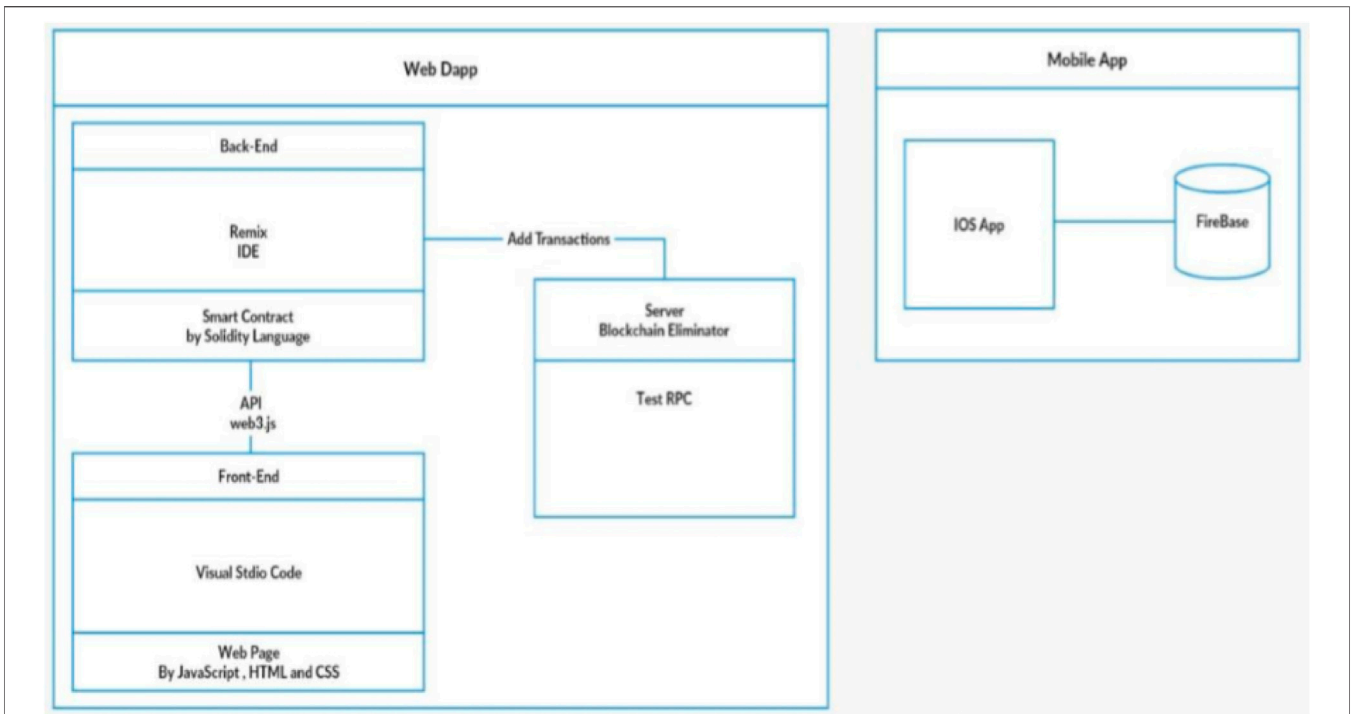 Web Dapp
Back-End
Remix
IDE
Smart Contract
by Solidity Language
Add Transactions
Server
Blockchain Eliminator
Test RPC
API
web3.js
Front-End
Visual Stdio Code
Web Page
By JavaScript , HTML and CSS
Mobile App
IOS App
FireBase